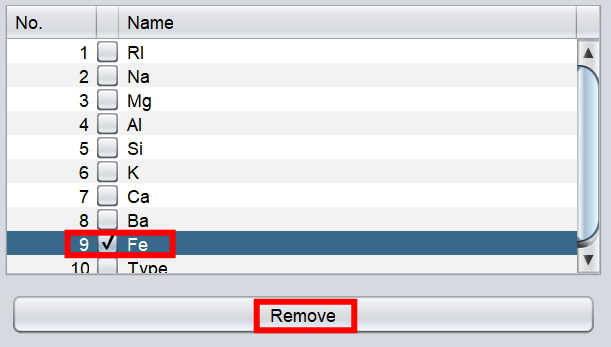 No. Name
1 RI
2 Na
3 Mg
4 Al
5 Si
6 K
7 Ca
8 Ba
9 Fe
10 Type
Remove